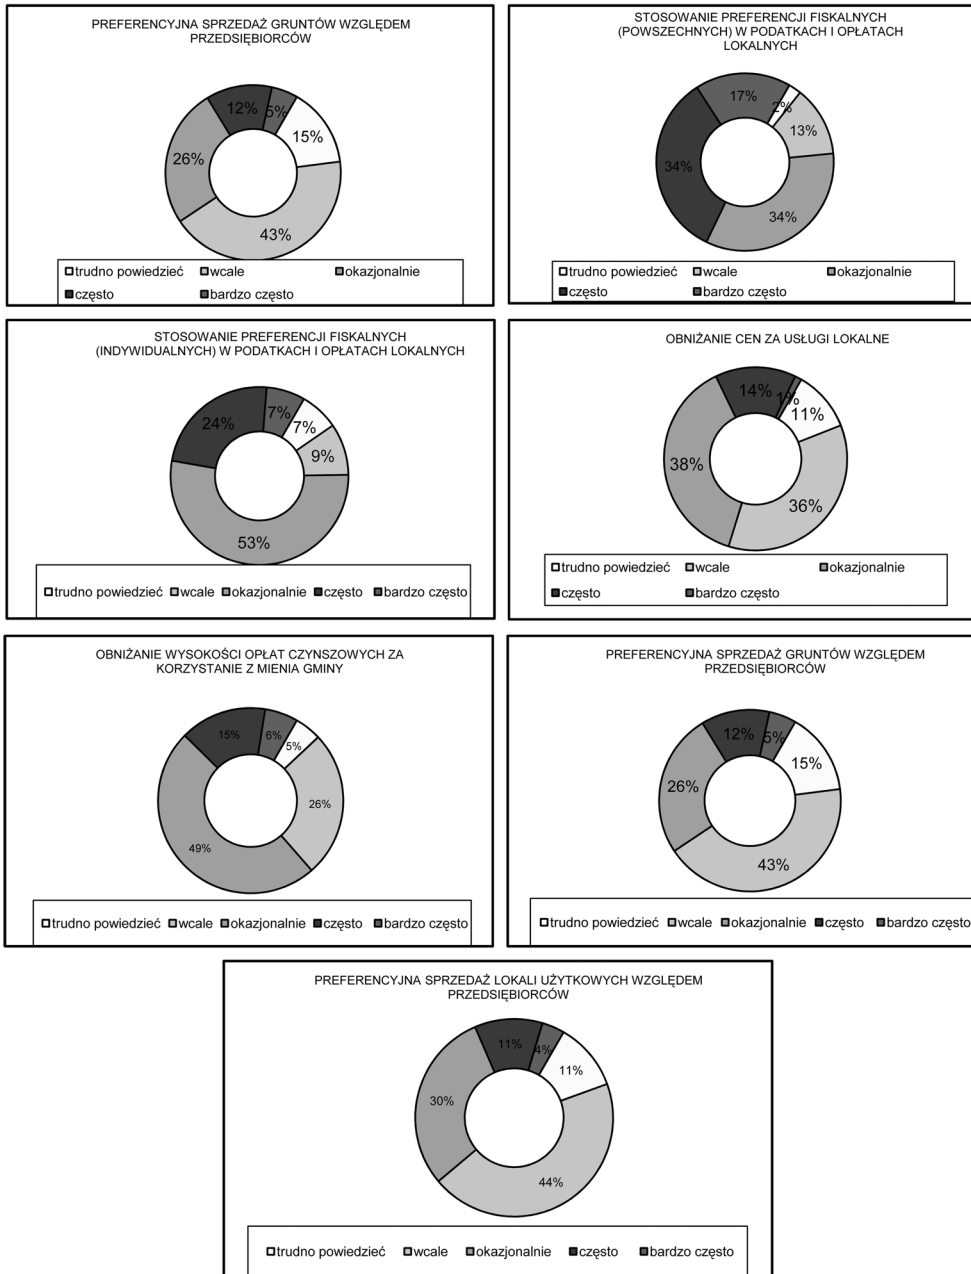 PREFERENCYJNA SPRZEDAŻ GRUNTÓW WZGLĘDEM
PRZEDSIĘBIORCÓW
12%
5%
15%
26%
43%
trudno powiedzieć wcale okazjonalnie
często bardzo często
STOSOWANIE PREFERENCJI FISKALNYCH
(POWSZECHNYCH) W PODATKACH I OPŁATACH
LOKALNYCH
17%
2%
13%
34%
34%
trudno powiedzieć wcale okazjonalnie
często bardzo często
STOSOWANIE PREFERENCJI FISKALNYCH
(INDYWIDUALNYCH) W PODATKACH I OPŁATACH LOKALNYCH
24%
7%
7%
9%
53%
trudno powiedzieć wcale okazjonalnie często bardzo często
OBNIŻANIE CEN ZA USŁUGI LOKALNE
14%
1%
11%
38%
36%
trudno powiedzieć wcale okazjonalnie
często bardzo często
OBNIŻANIE WYSOKOŚCI OPŁAT CZYNSZOWYCH ZA
KORZYSTANIE Z MIENIA GMINY
15%
6%
5%
26%
49%
trudno powiedzieć wcale okazjonalnie często bardzo często
PREFERENCYJNA SPRZEDAŻ GRUNTÓW WZGLĘDEM
PRZEDSIĘBIORCÓW
12%
5%
15%
26%
43%
trudno powiedzieć wcale okazjonalnie często bardzo często
PREFERENCYJNA SPRZEDAŻ LOKALI UŻYTKOWYCH WZGLĘDEM
PRZEDSIĘBIORCÓW
11%
4%
11%
30%
44%
trudno powiedzieć wcale okazjonalnie często bardzo często